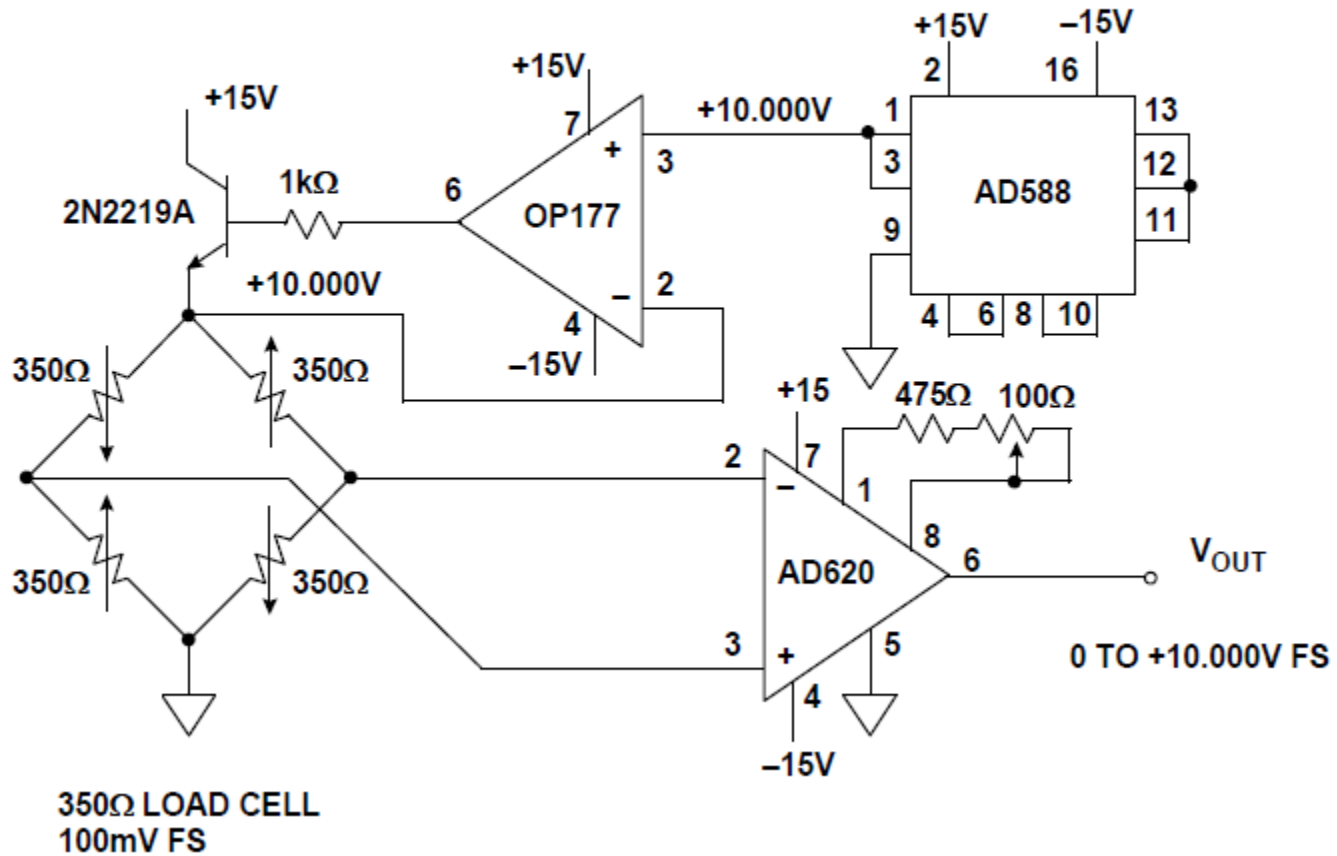 +15V
–15V
2
16
+15V
+15V
+10.000V
1
13
7
+
3
3
12
1kΩ
6
2N2219A
OP177
AD588
9
11
+10.000V
–
2
4
4
6
8
10
–15V
350Ω
350Ω
+15
475Ω
100Ω
2
7
–
1
8
AD620
6
VOUT
350Ω
350Ω
3
+
5
4
0 TO +10.000V FS
–15V
350Ω LOAD CELL
100mV FS